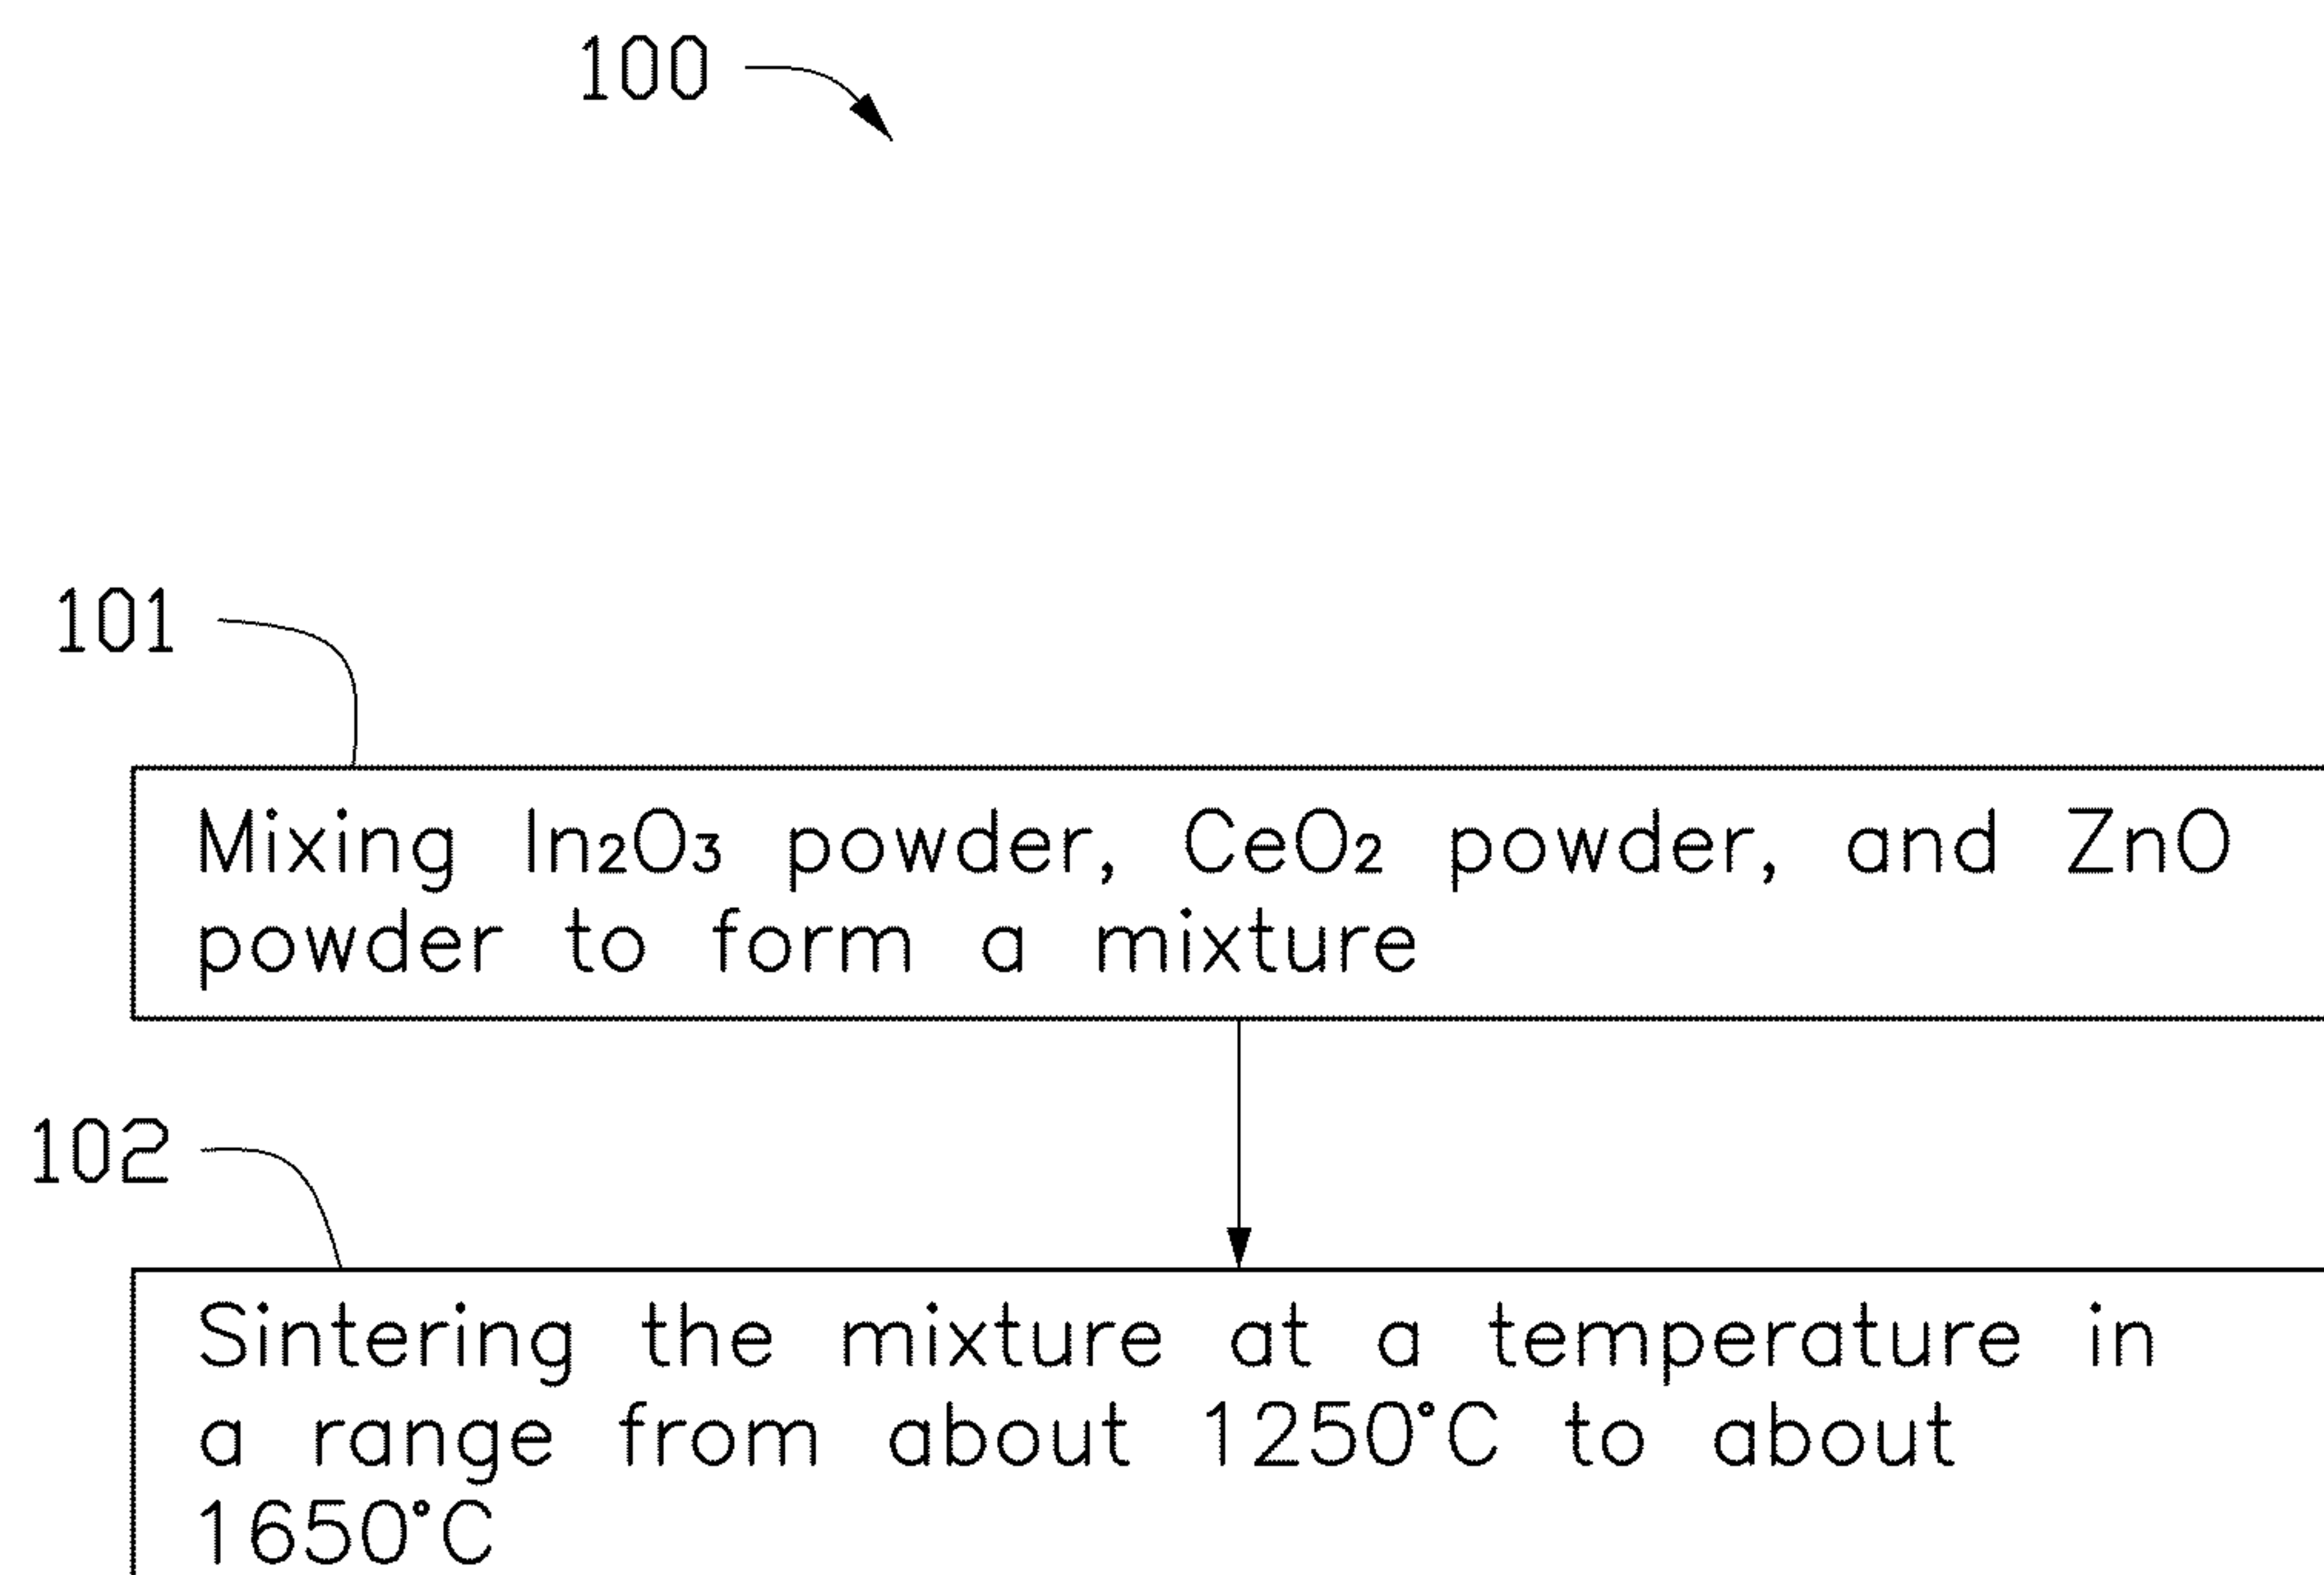 100
101
Mixing In₂O₃ powder, CeO₂ powder, and ZnO
powder to form a mixture
102
Sintering the mixture at a temperature in
a range from about 1250°C to about
1650°C